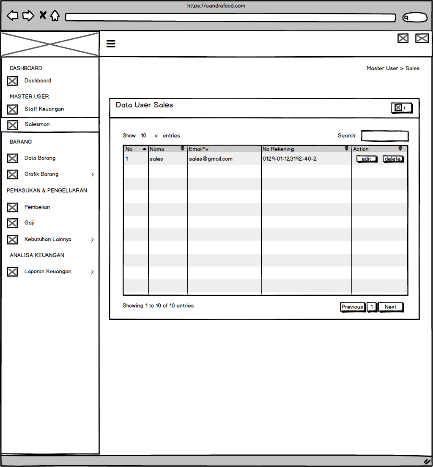 https://candrafood.com
Master User > Sales
DASHBOARD
Dashboard
MASTER USER
Staff Keuangan
Salesman
BARANG
Data Barang
Grafik Barang >
PEMASUKAN & PENGELUARAN
Pembelian
Gaji
Kebutuhan Lainnya >
ANALISA KEUANGAN
Laporan Keuangan >
Data User Sales
Show 10 v entries
Search:
No Nama Email*v No Rekening Action
1 sales sales@gmail.com 0129-01-123192-40-2 edit delete
Showing 1 to 10 of 10 entries
Previous 1 Next